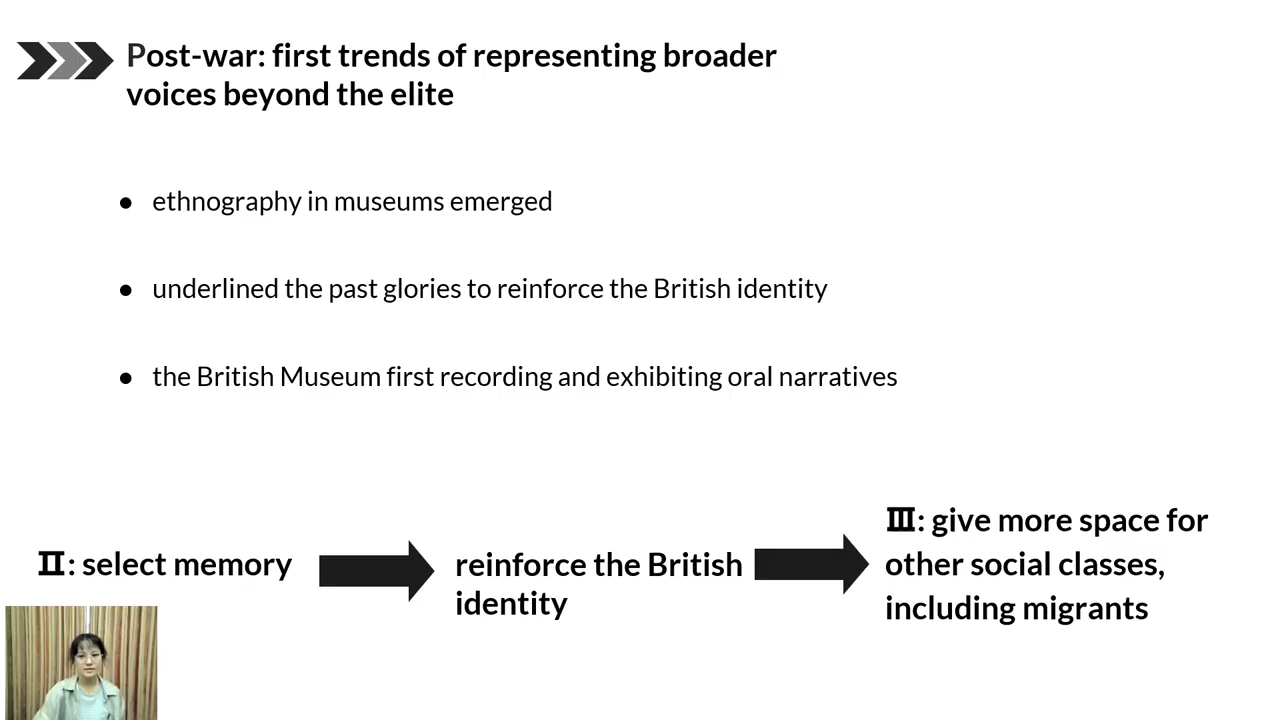 Post-war: first trends of representing broader
voices beyond the elite
● ethnography in museums emerged
● underlined the past glories to reinforce the British identity
● the British Museum first recording and exhibiting oral narratives
Ⅱ: select memory
reinforce the British
identity
Ⅲ: give more space for
other social classes,
including migrants